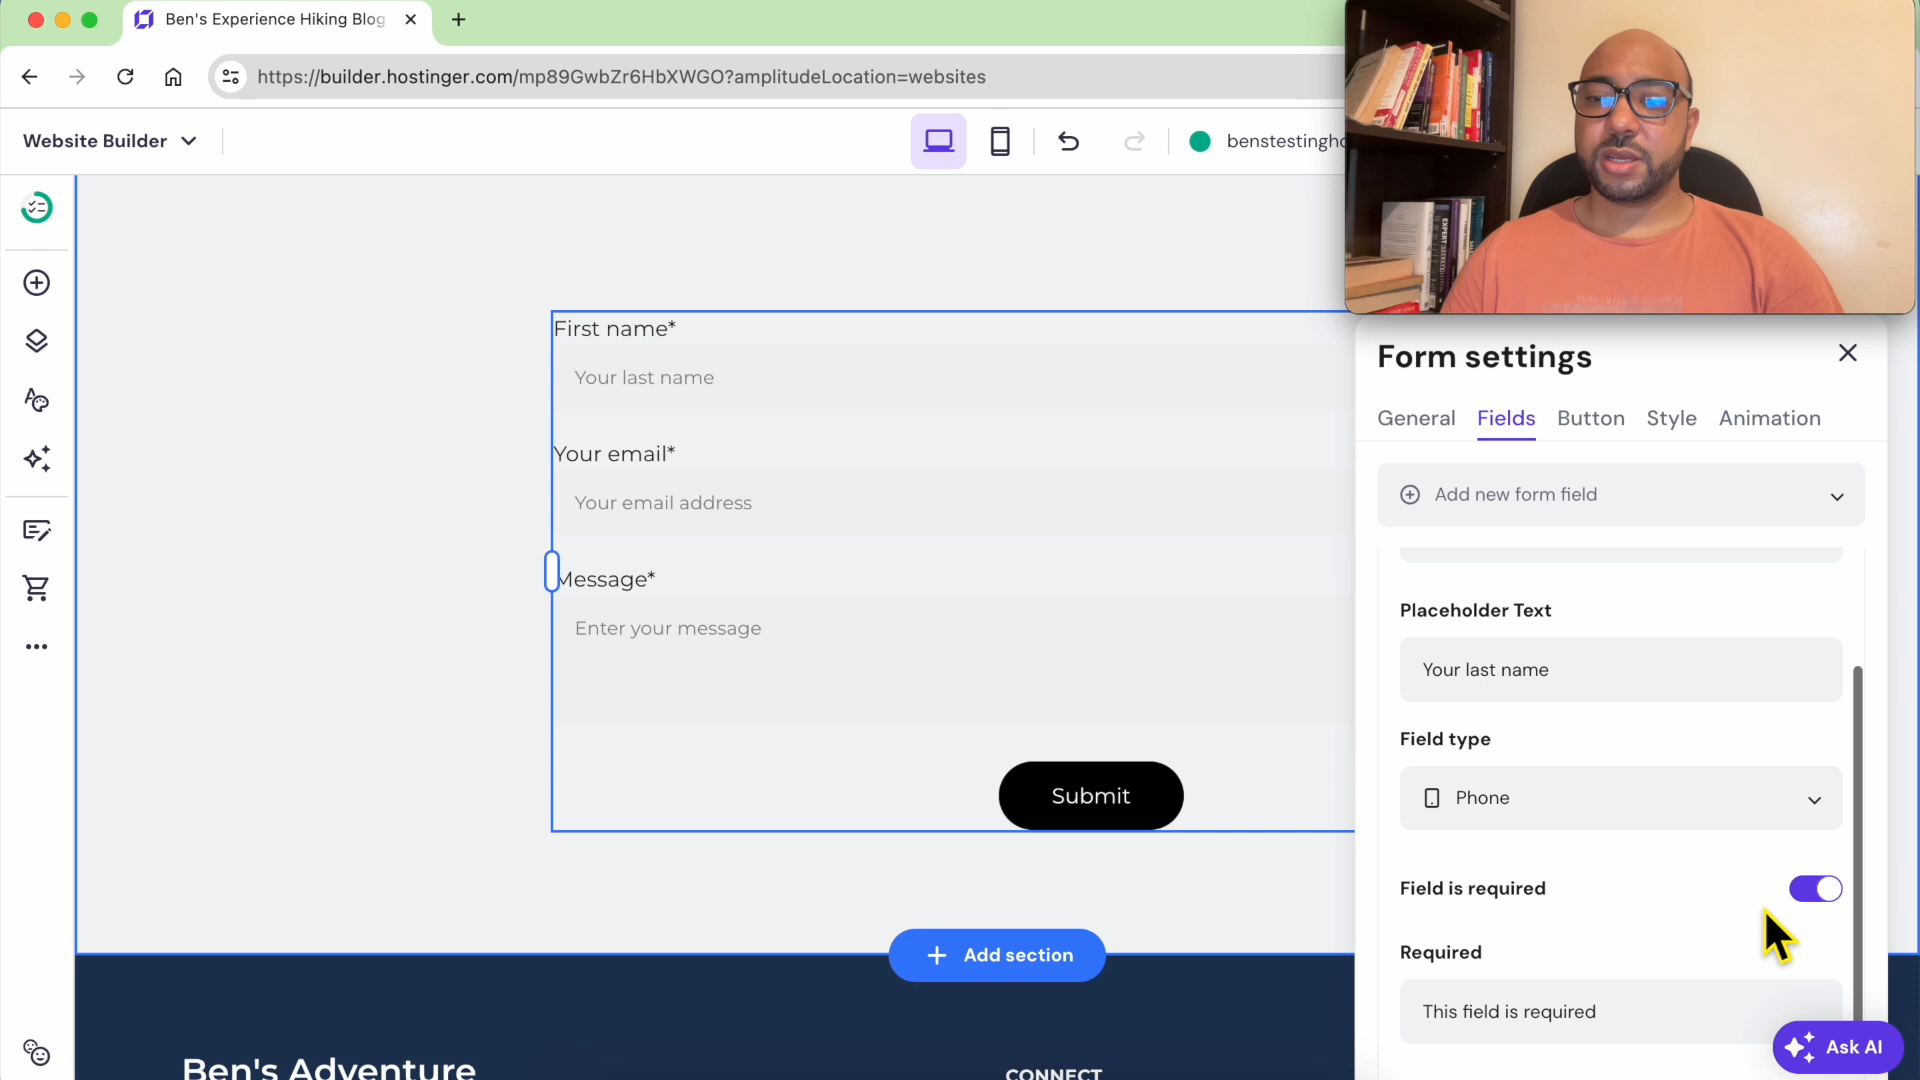 Ben's Experience Hiking Blog
https://builder.hostinger.com/mp89GwbZr6HbXWGO?amplitudeLocation=websites
Website Builder
benstestingho
EXPERT
SECRETS
Form settings
General Fields Button Style Animation
Add new form field
Placeholder Text
Your last name
Field type
Phone
Field is required
Required
This field is required
Ask AI
First name*
Your last name
Your email*
Your email address
Message*
Enter your message
Submit
Add section
Ben's Adventure
CONNECT